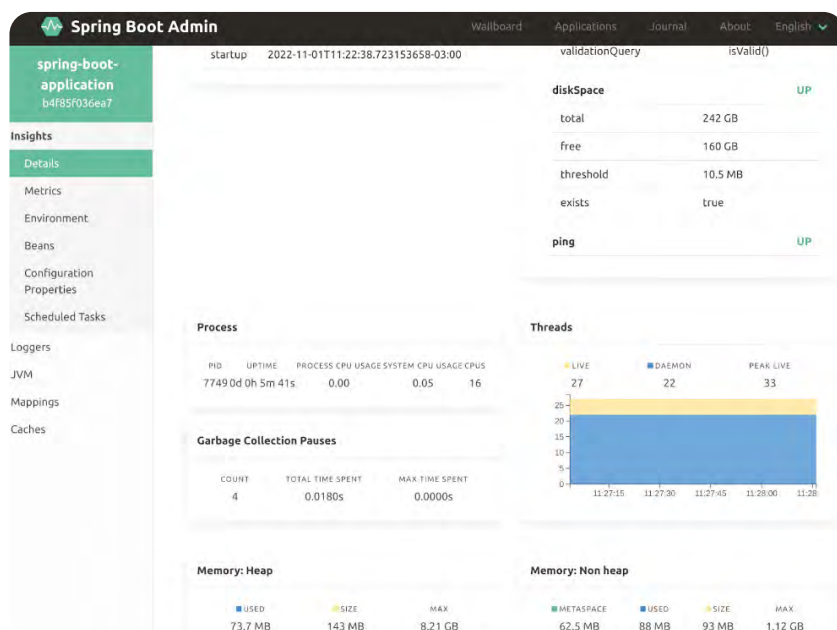 Spring Boot Admin
Wallboard Applications Journal About English
spring-boot-
application
b4f85f036ea7
Insights
Details
Metrics
Environment
Beans
Configuration
Properties
Scheduled Tasks
Loggers
JVM
Mappings
Caches
startup 2022-11-01T11:22:38.723153658-03:00
validationQuery isValid()
diskSpace UP
total 242 GB
free 160 GB
threshold 10.5 MB
exists true
ping UP
Process
PID UPTIME PROCESS CPU USAGE SYSTEM CPU USAGE CPUS
7749 0d 0h 5m 41s 0.00 0.05 16
Garbage Collection Pauses
COUNT TOTAL TIME SPENT MAX TIME SPENT
4 0.0180s 0.0000s
Threads
LIVE DAEMON PEAK LIVE
27 22 33
25
20
15
10
5
0
11:27:15 11:27:30 11:27:45 11:28:00 11:28
Memory: Heap
USED SIZE MAX
73.7 MB 143 MB 8.21 GB
Memory: Non heap
METASPACE USED SIZE MAX
62.5 MB 88 MB 93 MB 1.12 GB